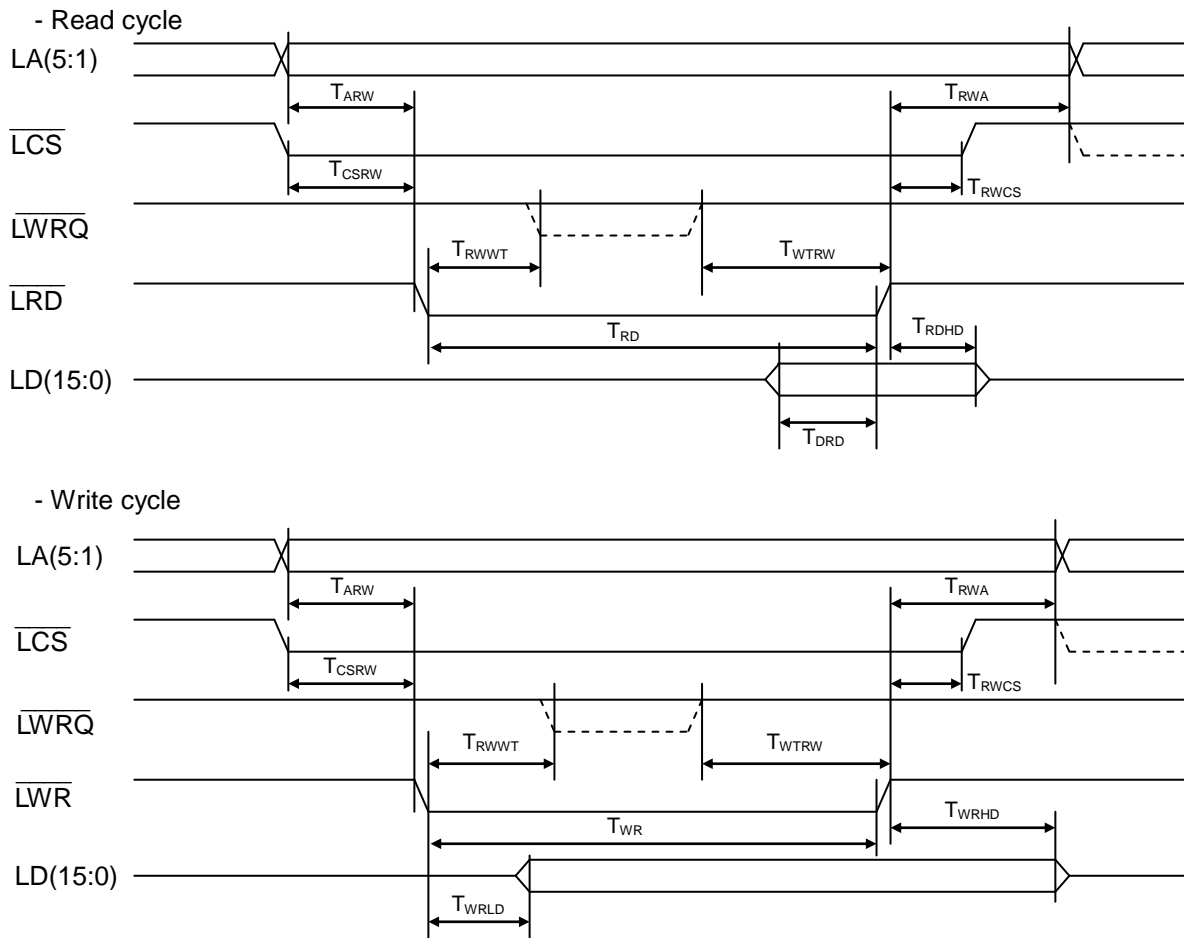 - Read cycle
LA(5:1)
TARW
TRWA
LCS
TCSRW
TRWCS
LWRQ
TRWWT
TWTRW
LRD
TRD
TRDHD
LD(15:0)
TDRD
- Write cycle
LA(5:1)
TARW
TRWA
LCS
TCSRW
TRWCS
LWRQ
TRWWT
TWTRW
LWR
TWR
TWRHD
LD(15:0)
TWRLD